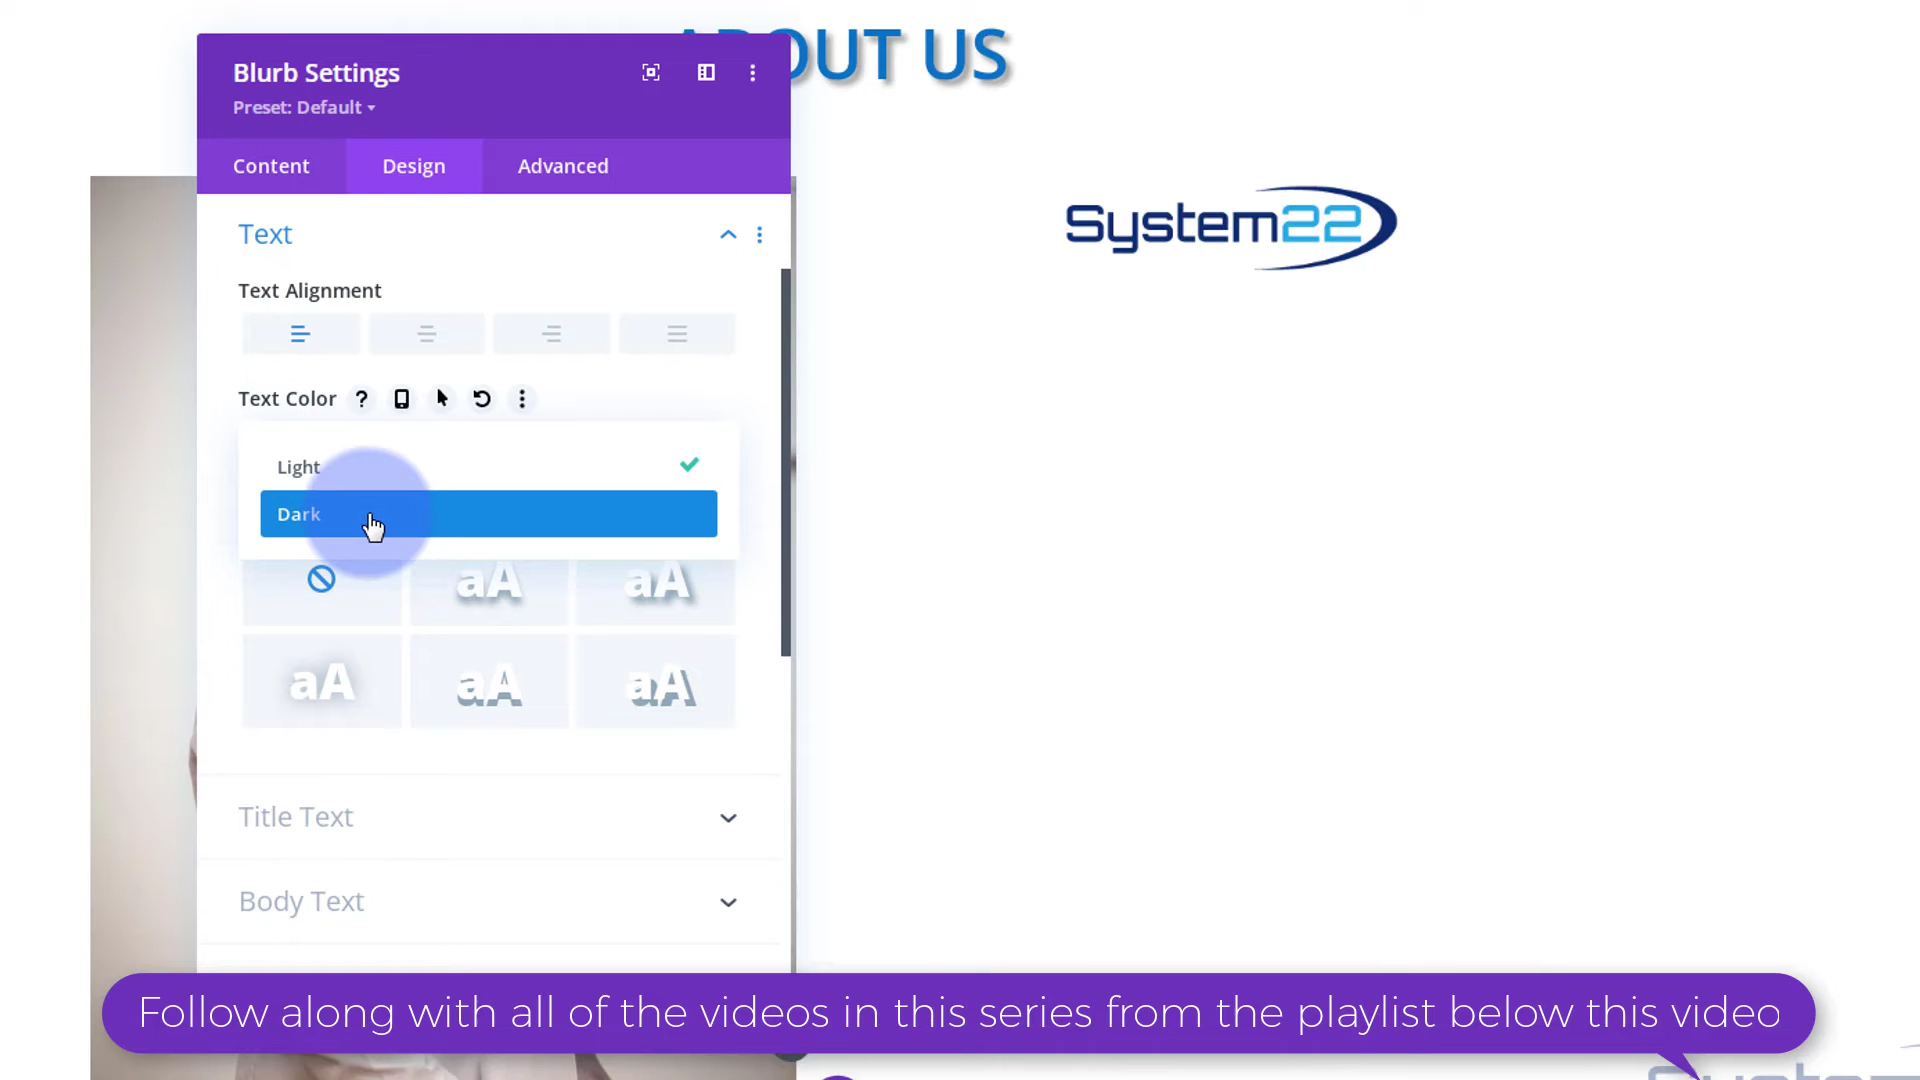 ABOUT US
Blurb Settings
Preset: Default
Content Design Advanced
System22
Text
Text Alignment
Text Color ?
Light
Dark
aA aA
aA aA aA
Title Text
Body Text
Follow along with all of the videos in this series from the playlist below this video
System22